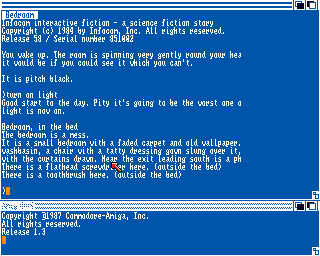 Bedroom
Infocom interactive fiction - a science fiction story
Copyright (c) 1984 by Infocom, Inc. All rights reserved.
Release 58 / Serial number 851002
You wake up. The room is spinning very gently round your hea
it would be if you could see it which you can't.
It is pitch black.
>turn on light
Good start to the day. Pity it's going to be the worst one o
light is now on.
Bedroom, in the bed
The bedroom is a mess.
It is a small bedroom with a faded carpet and old wallpaper.
washbasin, a chair with a tatty dressing gown slung over it,
with the curtains drawn. Near the exit leading south is a ph
There is a flathead screwdriver here. (outside the bed)
There is a toothbrush here. (outside the bed)
>
Copyright @1987 Commodore-Amiga, Inc.
All rights reserved.
Release 1.3